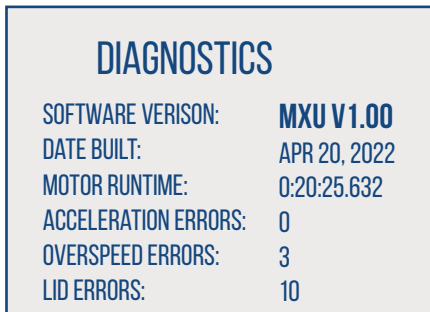 DIAGNOSTICS
SOFTWARE VERISON: MXU V1.00
DATE BUILT: APR 20, 2022
MOTOR RUNTIME: 0:20:25.632
ACCELERATION ERRORS: 0
OVERSPEED ERRORS: 3
LID ERRORS: 10